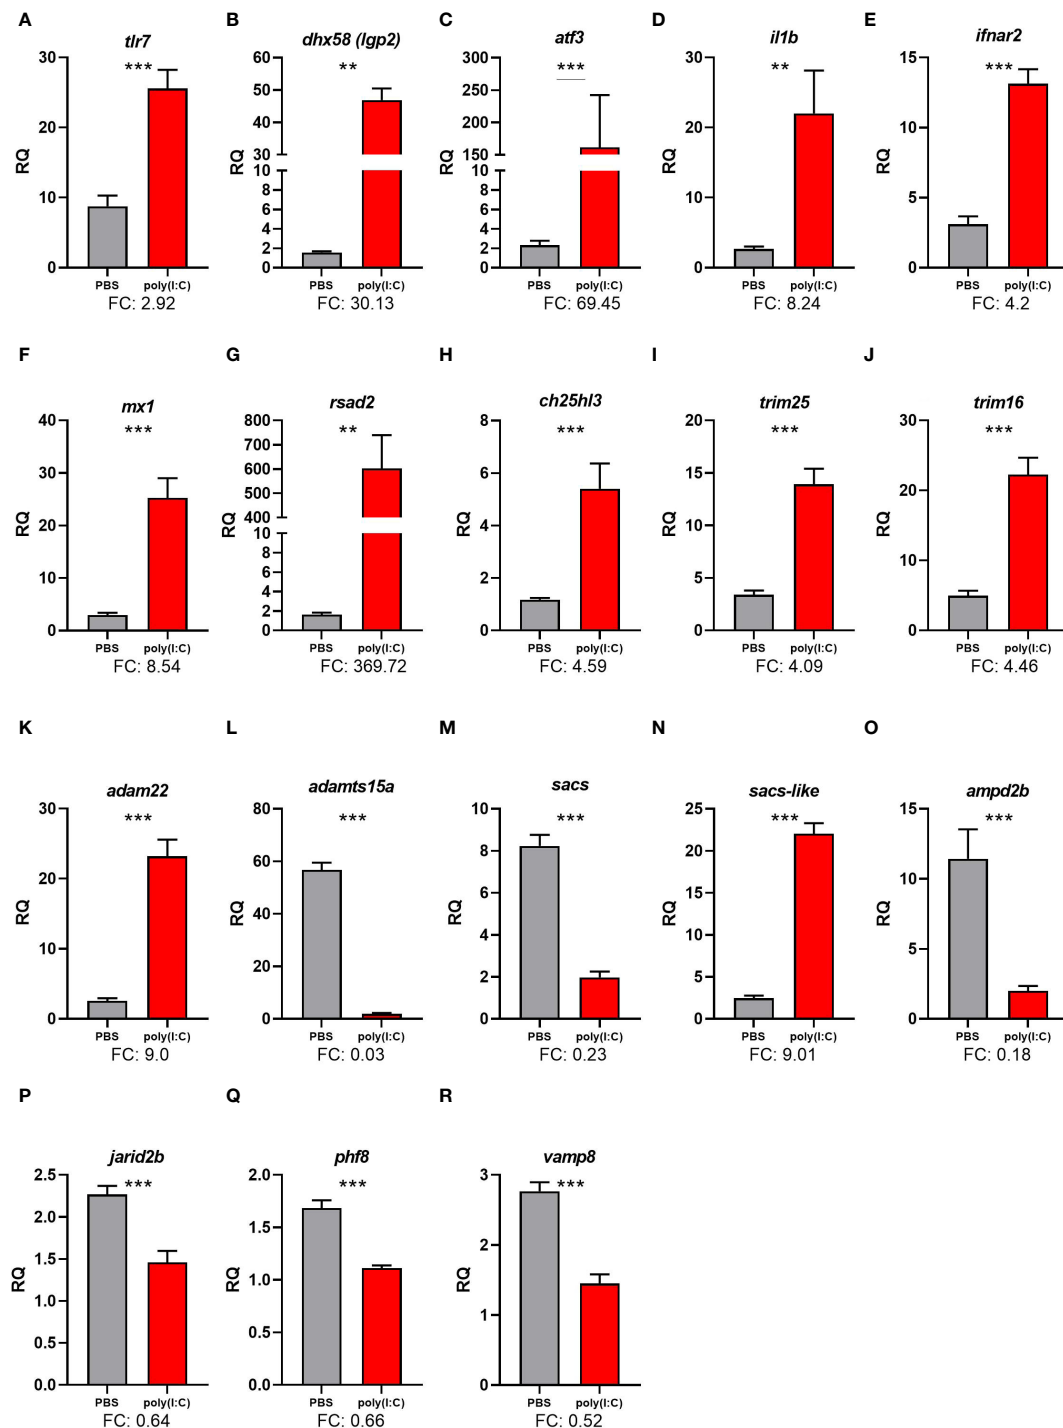 A
tlr7
30
***
20
RQ
10
0
PBS poly(I:C)
FC: 2.92
B
dhx58 (lgp2)
60
**
50
40
30
RQ
10
8
6
4
2
0
PBS poly(I:C)
FC: 30.13
C
atf3
300
***
250
200
150
RQ
10
8
6
4
2
0
PBS poly(I:C)
FC: 69.45
D
il1b
30
**
20
RQ
10
0
PBS poly(I:C)
FC: 8.24
E
ifnar2
15
***
10
RQ
5
0
PBS poly(I:C)
FC: 4.2
F
mx1
40
***
30
RQ
20
10
0
PBS poly(I:C)
FC: 8.54
G
rsad2
800
**
700
600
500
400
RQ
10
8
6
4
2
0
PBS poly(I:C)
FC: 369.72
H
ch25hl3
8
***
6
RQ
4
2
0
PBS poly(I:C)
FC: 4.59
I
trim25
20
***
15
RQ
10
5
0
PBS poly(I:C)
FC: 4.09
J
trim16
30
***
20
RQ
10
0
PBS poly(I:C)
FC: 4.46
K
adam22
30
***
20
RQ
10
0
PBS poly(I:C)
FC: 9.0
L
adamts15a
80
***
60
RQ
40
20
0
PBS poly(I:C)
FC: 0.03
M
sacs
10
***
8
6
RQ
4
2
0
PBS poly(I:C)
FC: 0.23
N
sacs-like
25
***
20
15
RQ
10
5
0
PBS poly(I:C)
FC: 9.01
O
ampd2b
15
***
10
RQ
5
0
PBS poly(I:C)
FC: 0.18
P
jarid2b
2.5
***
2.0
1.5
RQ
1.0
0.5
0.0
PBS poly(I:C)
FC: 0.64
Q
phf8
2.0
***
1.5
RQ
1.0
0.5
0.0
PBS poly(I:C)
FC: 0.66
R
vamp8
3
***
2
RQ
1
0
PBS poly(I:C)
FC: 0.52